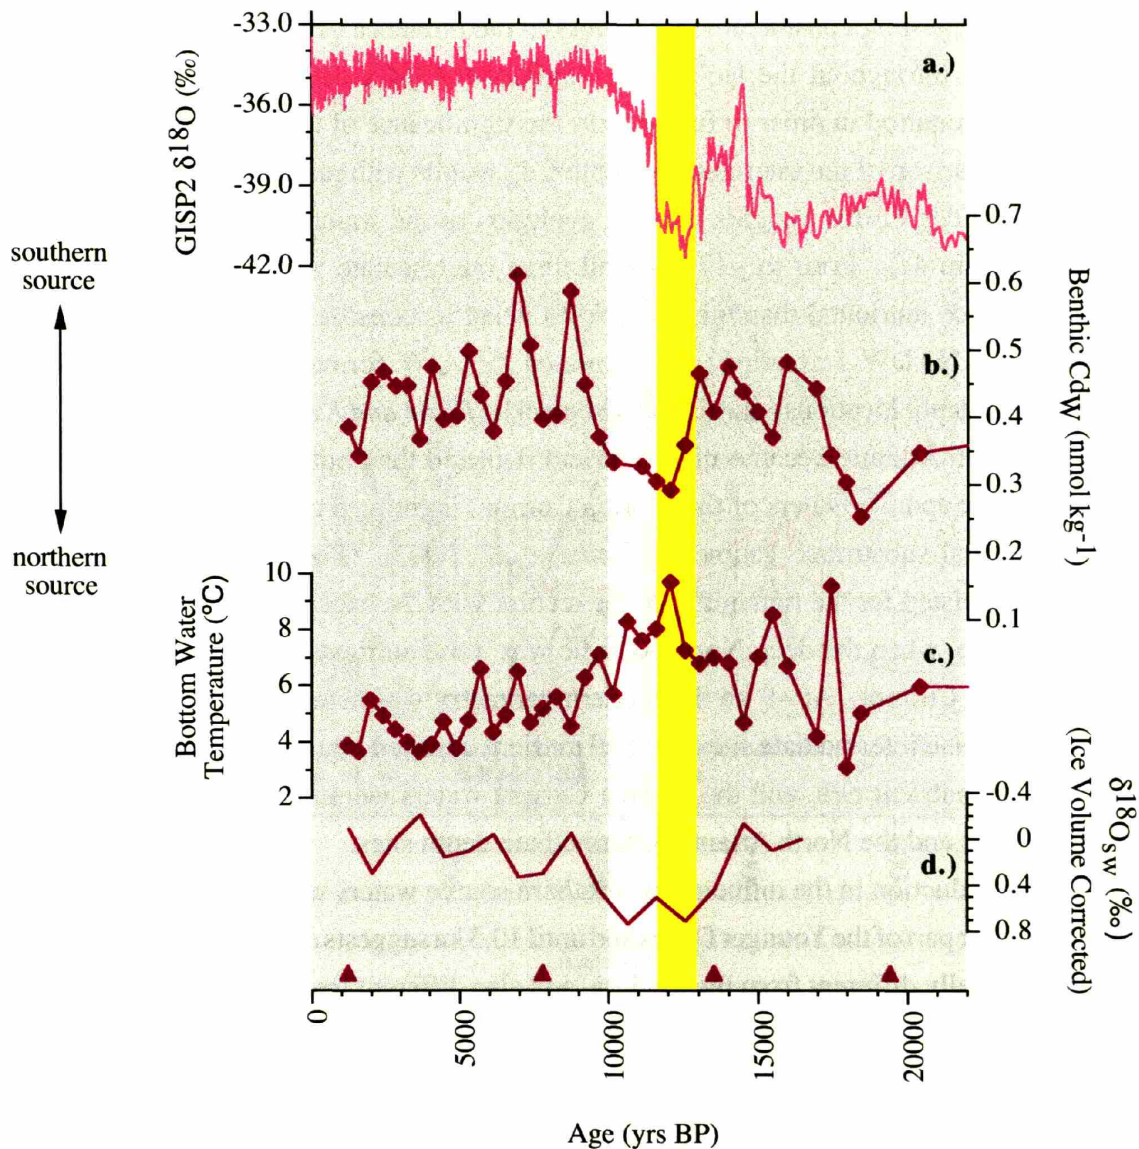 -33.0
-36.0
-39.0
-42.0
GISP2 δ18O (‰)
a.)
southern
source
northern
source
0.7
0.6
0.5
0.4
0.3
0.2
0.1
Benthic Cdw (nmol kg-1)
b.)
10
8
6
4
2
Bottom Water
Temperature (°C)
c.)
-0.4
0
0.4
0.8
δ18Osw (‰)
(Ice Volume Corrected)
d.)
0
5000
10000
15000
20000
Age (yrs BP)